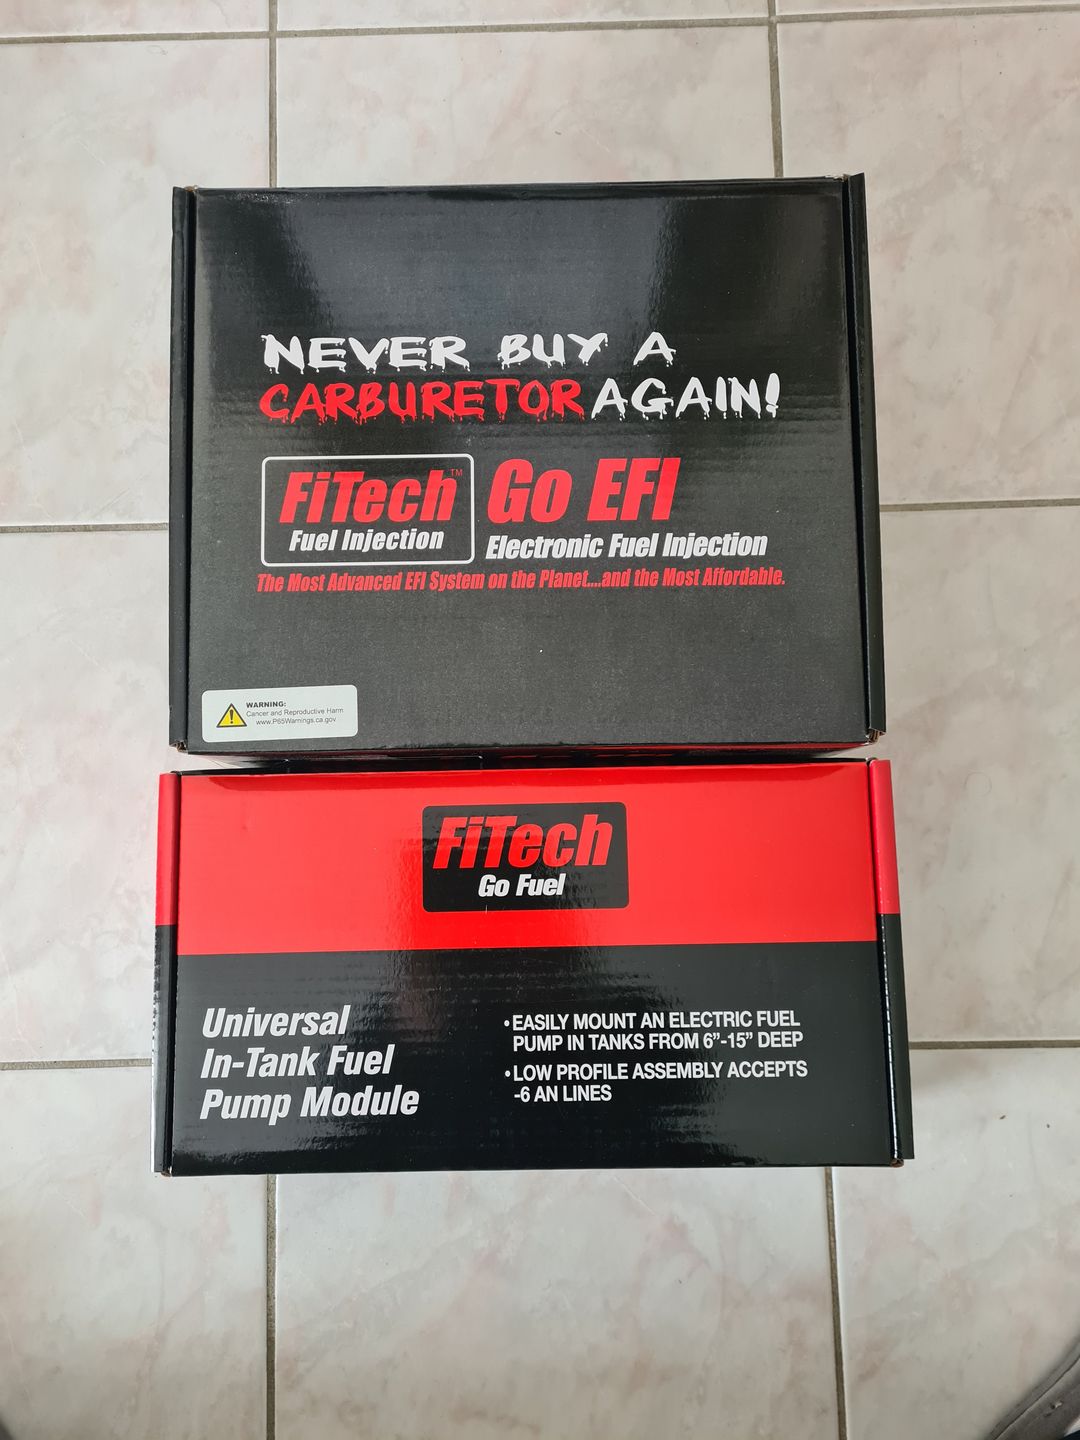 NEVER BUY A
CARBURETOR AGAIN!
FiTech™ Go EFI
Fuel Injection Electronic Fuel Injection
The Most Advanced EFI System on the Planet....and the Most Affordable.
WARNING:
Cancer and Reproductive Harm
www.P65Warnings.ca.gov
FiTech
Go Fuel
Universal
In-Tank Fuel
Pump Module
•EASILY MOUNT AN ELECTRIC FUEL
PUMP IN TANKS FROM 6”-15” DEEP
•LOW PROFILE ASSEMBLY ACCEPTS
-6 AN LINES